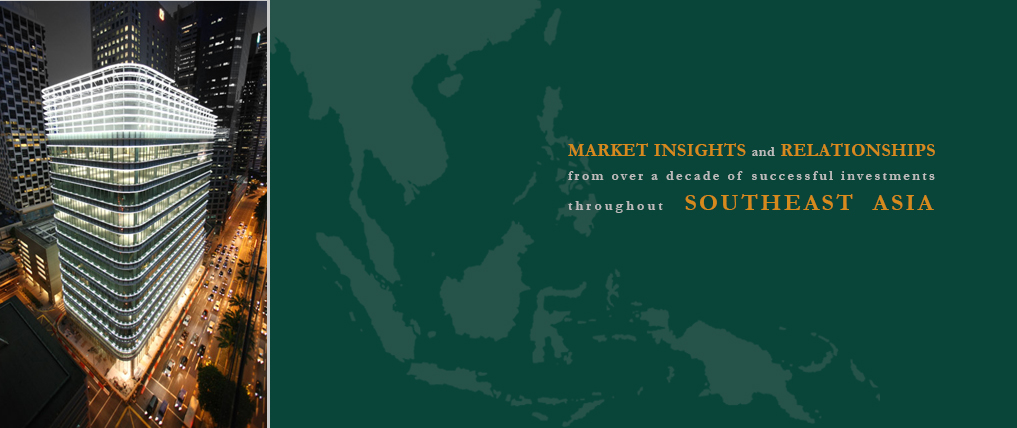 MARKET INSIGHTS and RELATIONSHIPS
from over a decade of successful investments
throughout SOUTHEAST ASIA